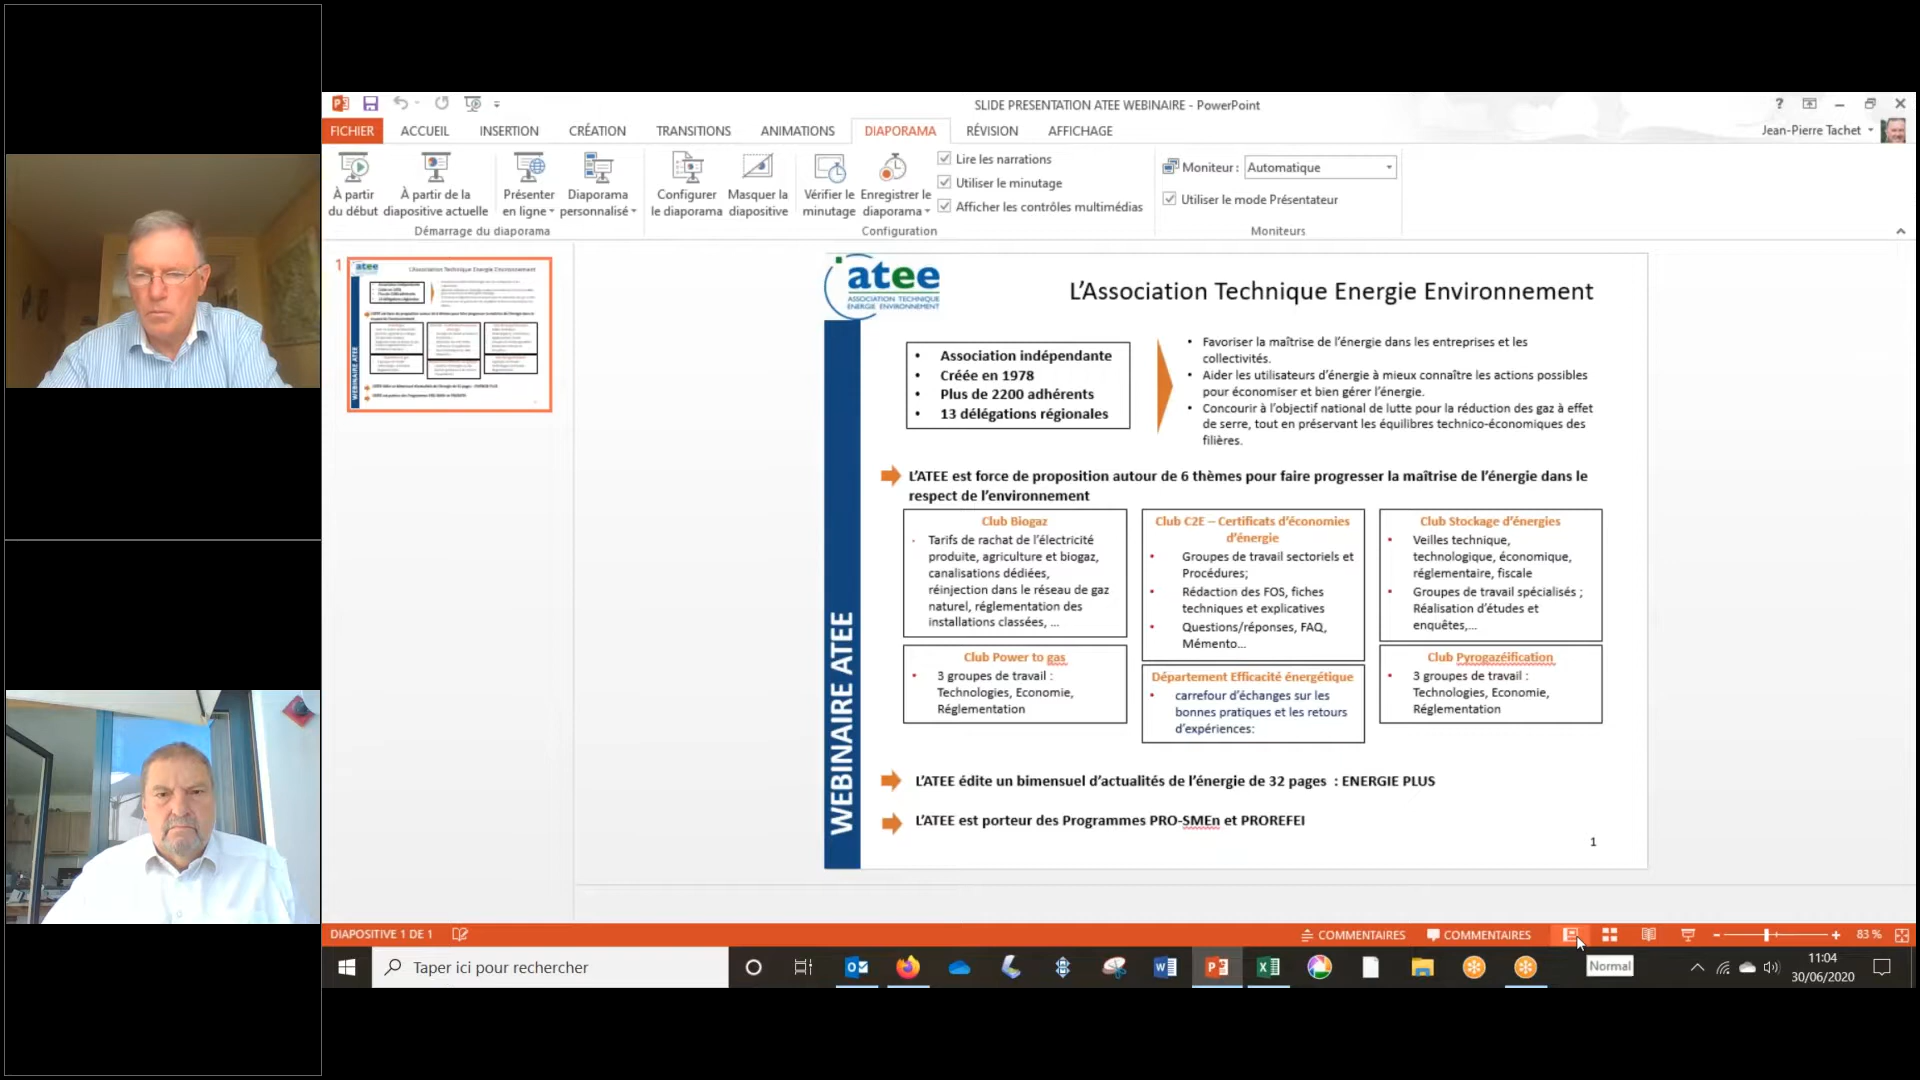 SLIDE PRESENTATION ATEE WEBINAIRE - PowerPoint
?
FICHIER
ACCUEIL
INSERTION
CRÉATION
TRANSITIONS
ANIMATIONS
DIAPORAMA
RÉVISION
AFFICHAGE
Jean-Pierre Tachet
À partir
du début
À partir de la
diapositive actuelle
Présenter
en ligne
Diaporama
personnalisé
Démarrage du diaporama
Configurer
le diaporama
Masquer la
diapositive
Vérifier le
minutage
Enregistrer le
diaporama
Lire les narrations
Utiliser le minutage
Afficher les contrôles multimédias
Configuration
Moniteur :
Automatique
Utiliser le mode Présentateur
Moniteurs
1
atee
ASSOCIATION TECHNIQUE
ENERGIE ENVIRONNEMENT
L'Association Technique Energie Environnement
• Association indépendante
• Créée en 1978
• Plus de 2200 adhérents
• 13 délégations régionales
• Favoriser la maîtrise de l'énergie dans les entreprises et les
collectivités.
• Aider les utilisateurs d'énergie à mieux connaître les actions possibles
pour économiser et bien gérer l'énergie.
• Concourir à l'objectif national de lutte pour la réduction des gaz à effet
de serre, tout en préservant les équilibres technico-économiques des
filières.
L'ATEE est force de proposition autour de 6 thèmes pour faire progresser la maîtrise de l'énergie dans le
respect de l'environnement
Club Biogaz
• Tarifs de rachat de l'électricité
produite, agriculture et biogaz,
canalisations dédiées,
réinjection dans le réseau de gaz
naturel, réglementation des
installations classées, ...
Club C2E – Certificats d'économies
d'énergie
• Groupes de travail sectoriels et
Procédures;
• Rédaction des FOS, fiches
techniques et explicatives
• Questions/réponses, FAQ,
Mémento...
Club Stockage d'énergies
• Veilles technique,
technologique, économique,
réglementaire, fiscale
• Groupes de travail spécialisés ;
Réalisation d'études et
enquêtes,...
Club Power to gas
• 3 groupes de travail :
Technologies, Economie,
Réglementation
Département Efficacité énergétique
• carrefour d'échanges sur les
bonnes pratiques et les retours
d'expériences:
Club Pyrogazéification
• 3 groupes de travail :
Technologies, Economie,
Réglementation
WEBINAIRE ATEE
L'ATEE édite un bimensuel d'actualités de l'énergie de 32 pages : ENERGIE PLUS
L'ATEE est porteur des Programmes PRO-SMEn et PROREFEI
1
DIAPOSITIVE 1 DE 1
COMMENTAIRES
COMMENTAIRES
83 %
Taper ici pour rechercher
Normal
11:04
30/06/2020